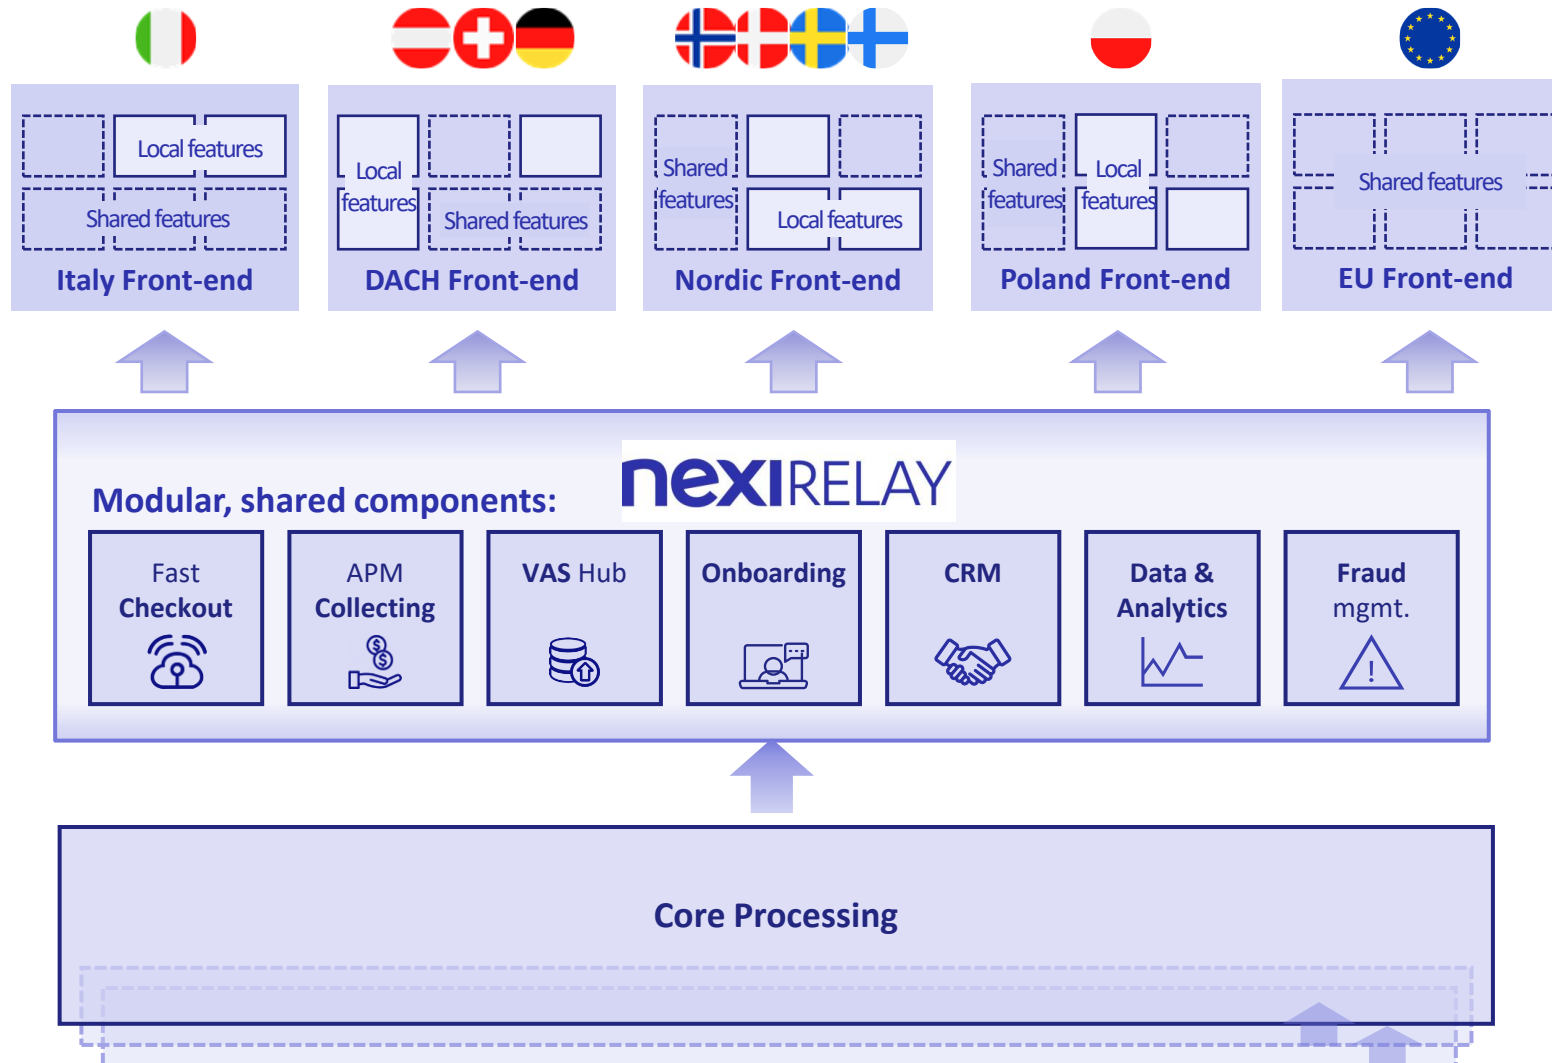 Local features
Shared features
Italy Front-end
Local
features
Shared features
DACH Front-end
Shared
features
Local features
Nordic Front-end
Shared
features
Local
features
Poland Front-end
Shared features
EU Front-end
nexiRELAY
Modular, shared components:
Fast
Checkout
APM
Collecting
VAS Hub
Onboarding
CRM
Data &
Analytics
Fraud
mgmt.
Core Processing